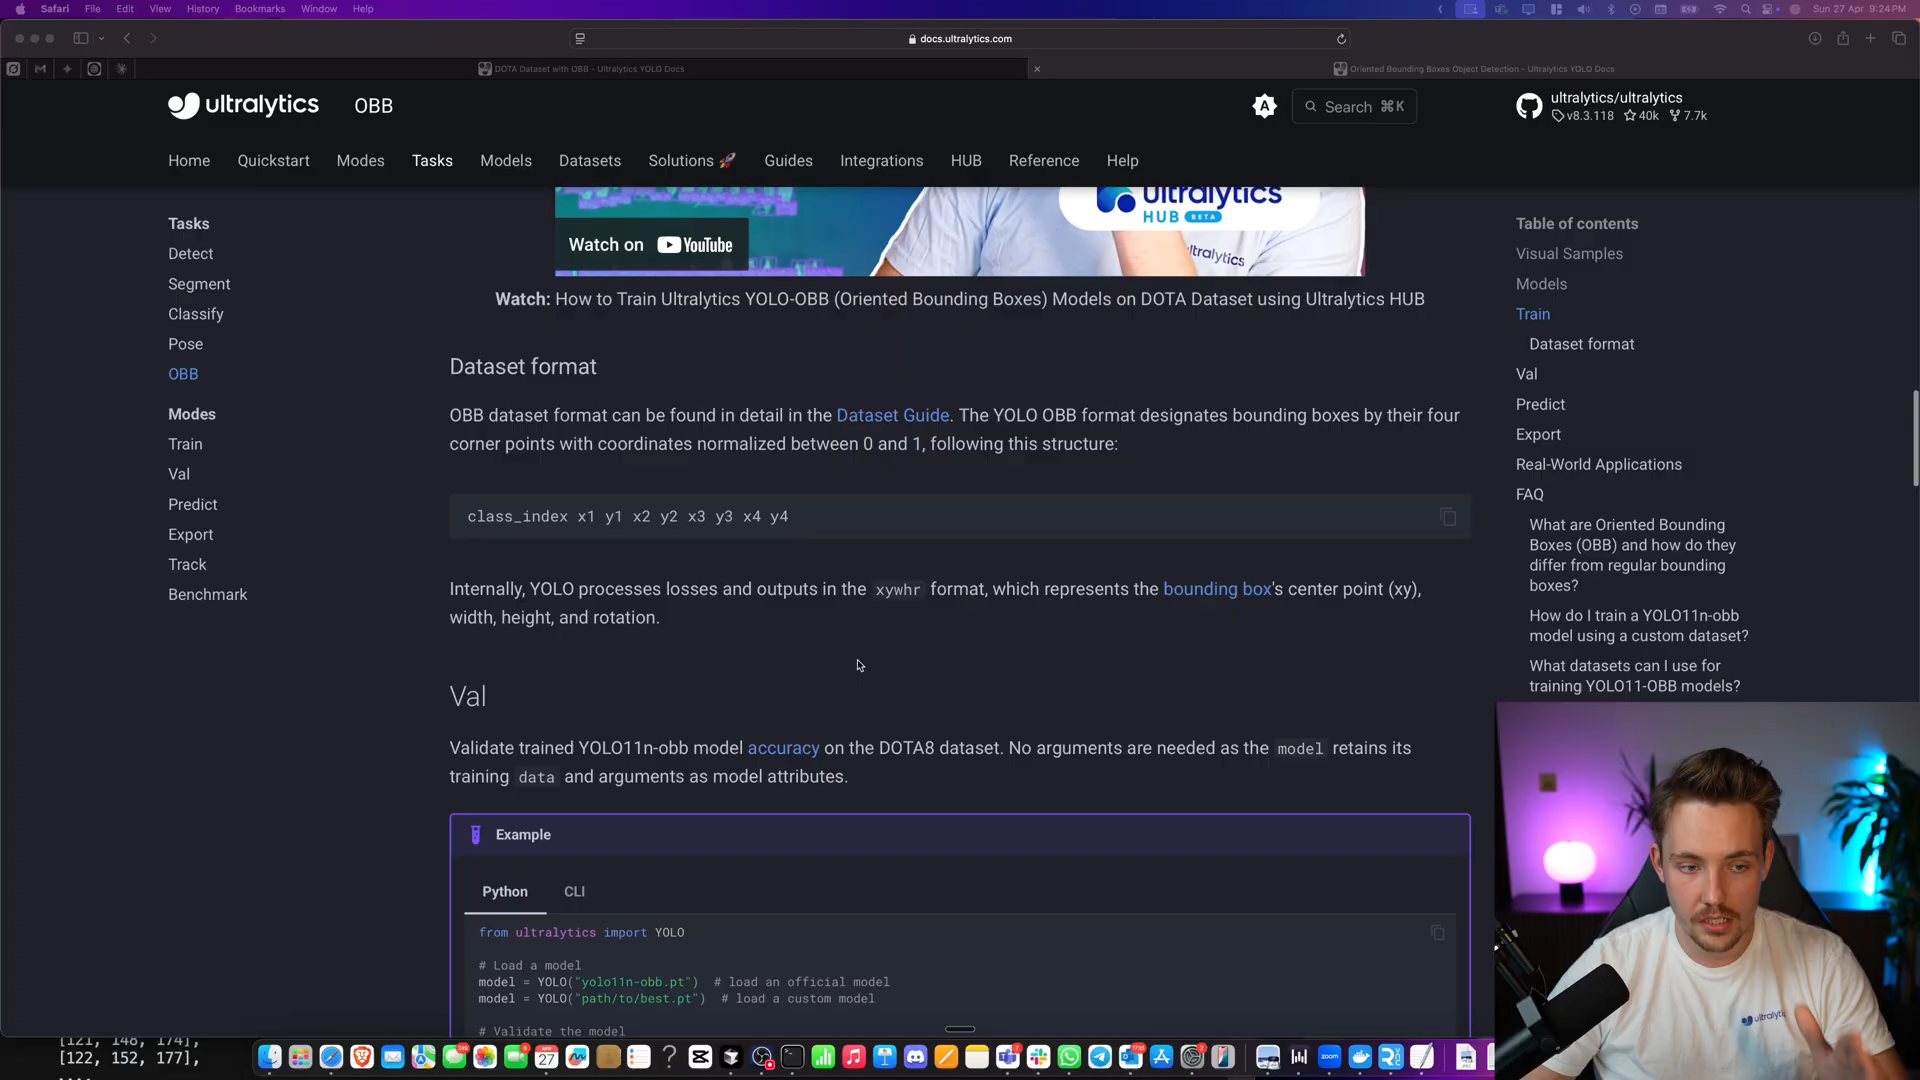 Safari File Edit View History Bookmarks Window Help
Sun 27 Apr 9:24 PM
docs.ultralytics.com
DOTA Dataset with OBB - Ultralytics YOLO Docs
Oriented Bounding Boxes Object Detection - Ultralytics YOLO Docs
ultralytics OBB
A
Search ⌘K
ultralytics/ultralytics
v8.3.118 40k 7.7k
Home Quickstart Modes Tasks Models Datasets Solutions 🚀 Guides Integrations HUB Reference Help
Tasks
Detect
Segment
Classify
Pose
OBB
Modes
Train
Val
Predict
Export
Track
Benchmark
ultralytics
HUB BETA
ultralytics
Watch on YouTube
Watch: How to Train Ultralytics YOLO-OBB (Oriented Bounding Boxes) Models on DOTA Dataset using Ultralytics HUB
Dataset format
OBB dataset format can be found in detail in the Dataset Guide. The YOLO OBB format designates bounding boxes by their four
corner points with coordinates normalized between 0 and 1, following this structure:
class_index x1 y1 x2 y2 x3 y3 x4 y4
Internally, YOLO processes losses and outputs in the xywhr format, which represents the bounding box's center point (xy),
width, height, and rotation.
Val
Validate trained YOLO11n-obb model accuracy on the DOTA8 dataset. No arguments are needed as the model retains its
training data and arguments as model attributes.
Example
Python CLI
from ultralytics import YOLO
# Load a model
model = YOLO("yolo11n-obb.pt") # load an official model
model = YOLO("path/to/best.pt") # load a custom model
# Validate the model
Table of contents
Visual Samples
Models
Train
Dataset format
Val
Predict
Export
Real-World Applications
FAQ
What are Oriented Bounding
Boxes (OBB) and how do they
differ from regular bounding
boxes?
How do I train a YOLO11n-obb
model using a custom dataset?
What datasets can I use for
training YOLO11-OBB models?
ultralytics
[121, 148, 174],
[122, 152, 177],
27
zoom